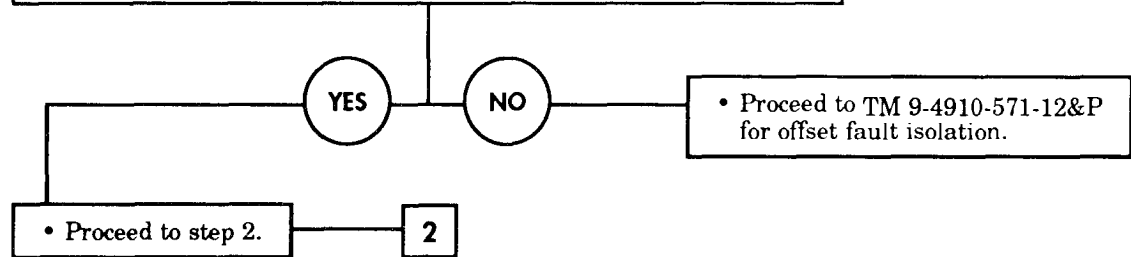 YES
NO
• Proceed to TM 9-4910-571-12&P
for offset fault isolation.
• Proceed to step 2.
2